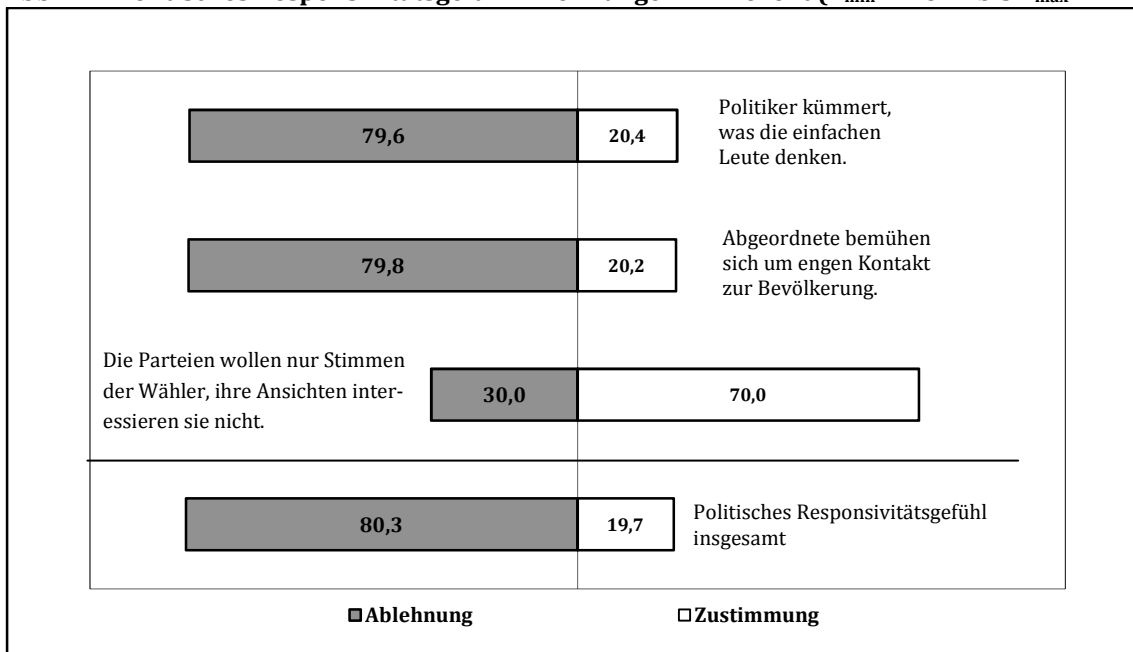 79,6
20,4
Politiker kümmert,
was die einfachen
Leute denken.
79,8
20,2
Abgeordnete bemühen
sich um engen Kontakt
zur Bevölkerung.
Die Parteien wollen nur Stimmen
der Wähler, ihre Ansichten inter-
essieren sie nicht.
30,0
70,0
80,3
19,7
Politisches Responsivitätsgefühl
insgesamt
Ablehnung
Zustimmung